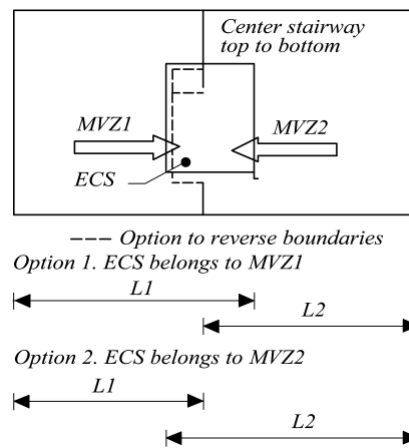 Center stairway
top to bottom
MVZ1
MVZ2
ECS
Option to reverse boundaries
Option 1. ECS belongs to MVZ1
L1
L2
Option 2. ECS belongs to MVZ2
L1
L2